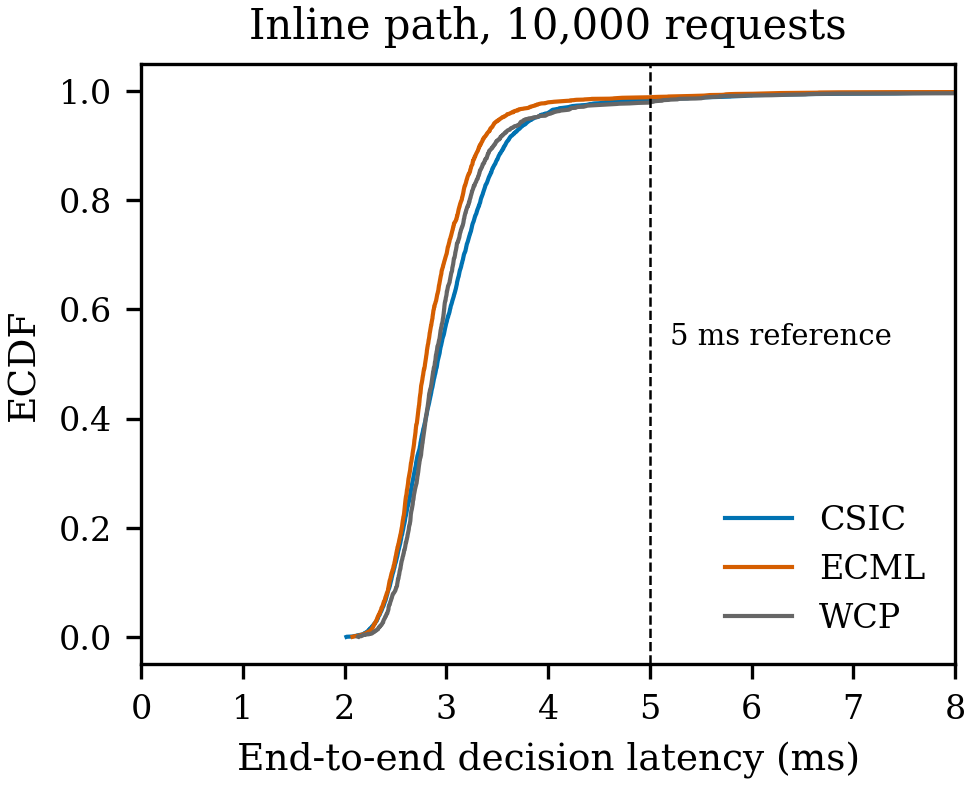 Inline path, 10,000 requests
ECDF
1.0
0.8
0.6
0.4
0.2
0.0
5 ms reference
CSIC
ECML
WCP
0 1 2 3 4 5 6 7 8
End-to-end decision latency (ms)